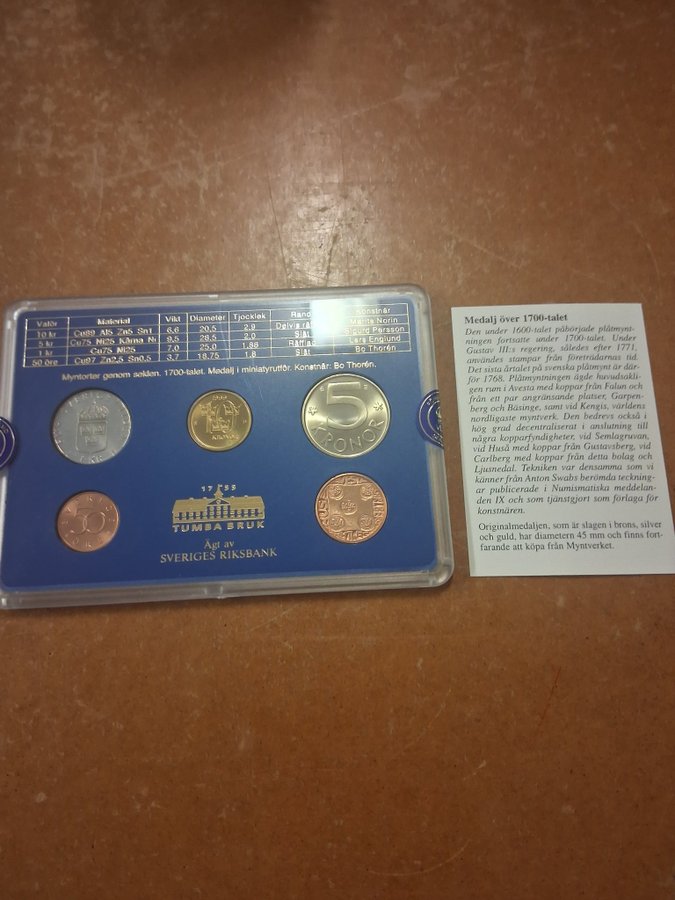 Valör Material Vikt Diameter Tjocklek Rand Konstnär
10 kr Cu89 Al5 Zn5 Sn1 6,6 20,5 2,9 Delvis Marita Norin
5 kr Cu75 Ni25 Kärna Ni 9,5 28,5 2,0 Slät Sigurd Persson
1 kr Cu75 Ni25 7,0 25,0 1,88 Räfflad Lars Englund
50 öre Cu97 Zn2,5 Sn0,5 3,7 18,75 1,8 Slät Bo Thorén
Myntorter genom seklen. 1700-talet. Medalj i miniatyrutför. Konstnär: Bo Thorén.
1 KR
KRONOR
5
KRONOR
50
ÖRE
1759
TUMBA BRUK
Ägt av
SVERIGES RIKSBANK
Medalj över 1700-talet
Den under 1600-talet påbörjade plåtmynt-
ningen fortsatte under 1700-talet. Under
Gustav III:s regering, således efter 1771,
användes stampar från företrädarnas tid.
Det sista årtalet på svenska plåtmynt är där-
för 1768. Plåtmyntningen ägde huvudsakli-
gen rum i Avesta med koppar från Falun och
från ett par angränsande platser, Garpen-
berg och Bäsinge, samt vid Kengis, världens
nordligaste myntverk. Den bedrevs också i
hög grad decentraliserat i anslutning till
några kopparfyndigheter, vid Semlagruvan,
vid Huså med koppar från Gustavsberg, vid
Carlberg med koppar från detta bolag och
Ljusnedal. Tekniken var densamma som vi
känner från Anton Swabs berömda teckning-
ar publicerade i Numismatiska meddelan-
den IX och som tjänstgjort som förlaga för
konstnären.
Originalmedaljen, som är slagen i brons, silver
och guld, har diametern 45 mm och finns fort-
farande att köpa från Myntverket.